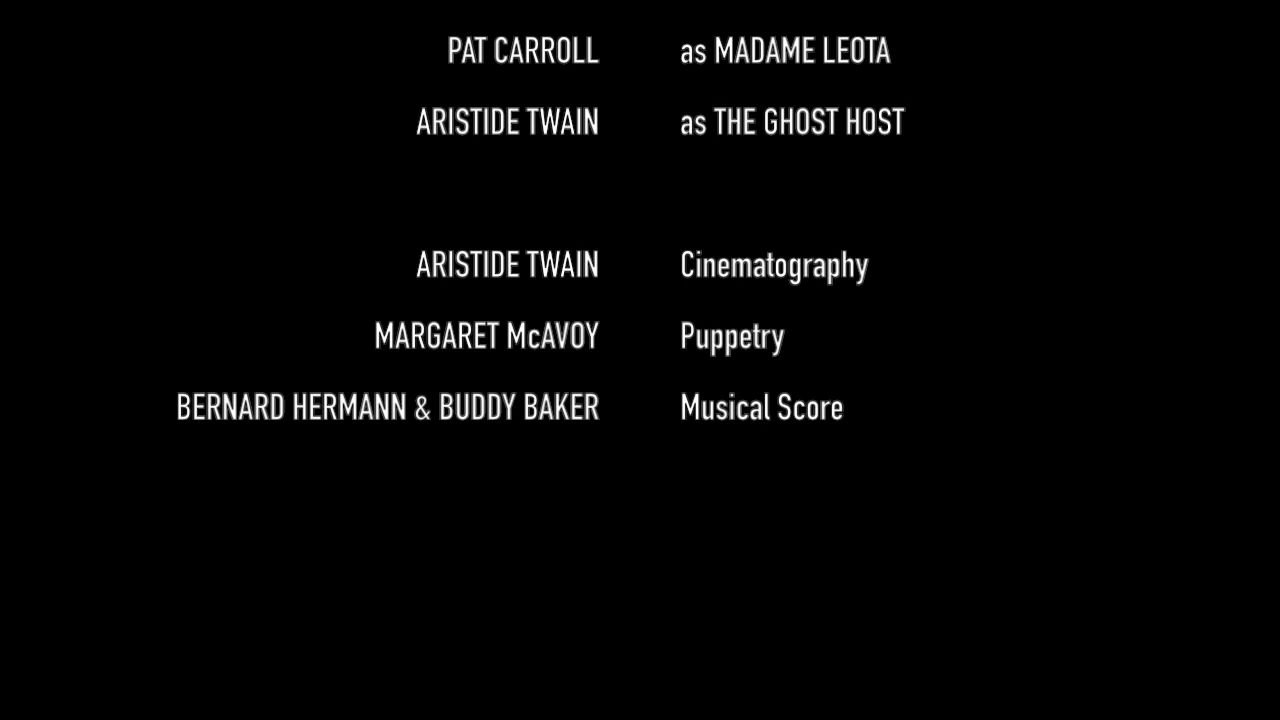 PAT CARROLL as MADAME LEOTA
ARISTIDE TWAIN as THE GHOST HOST
ARISTIDE TWAIN Cinematography
MARGARET McAVOY Puppetry
BERNARD HERMANN & BUDDY BAKER Musical Score